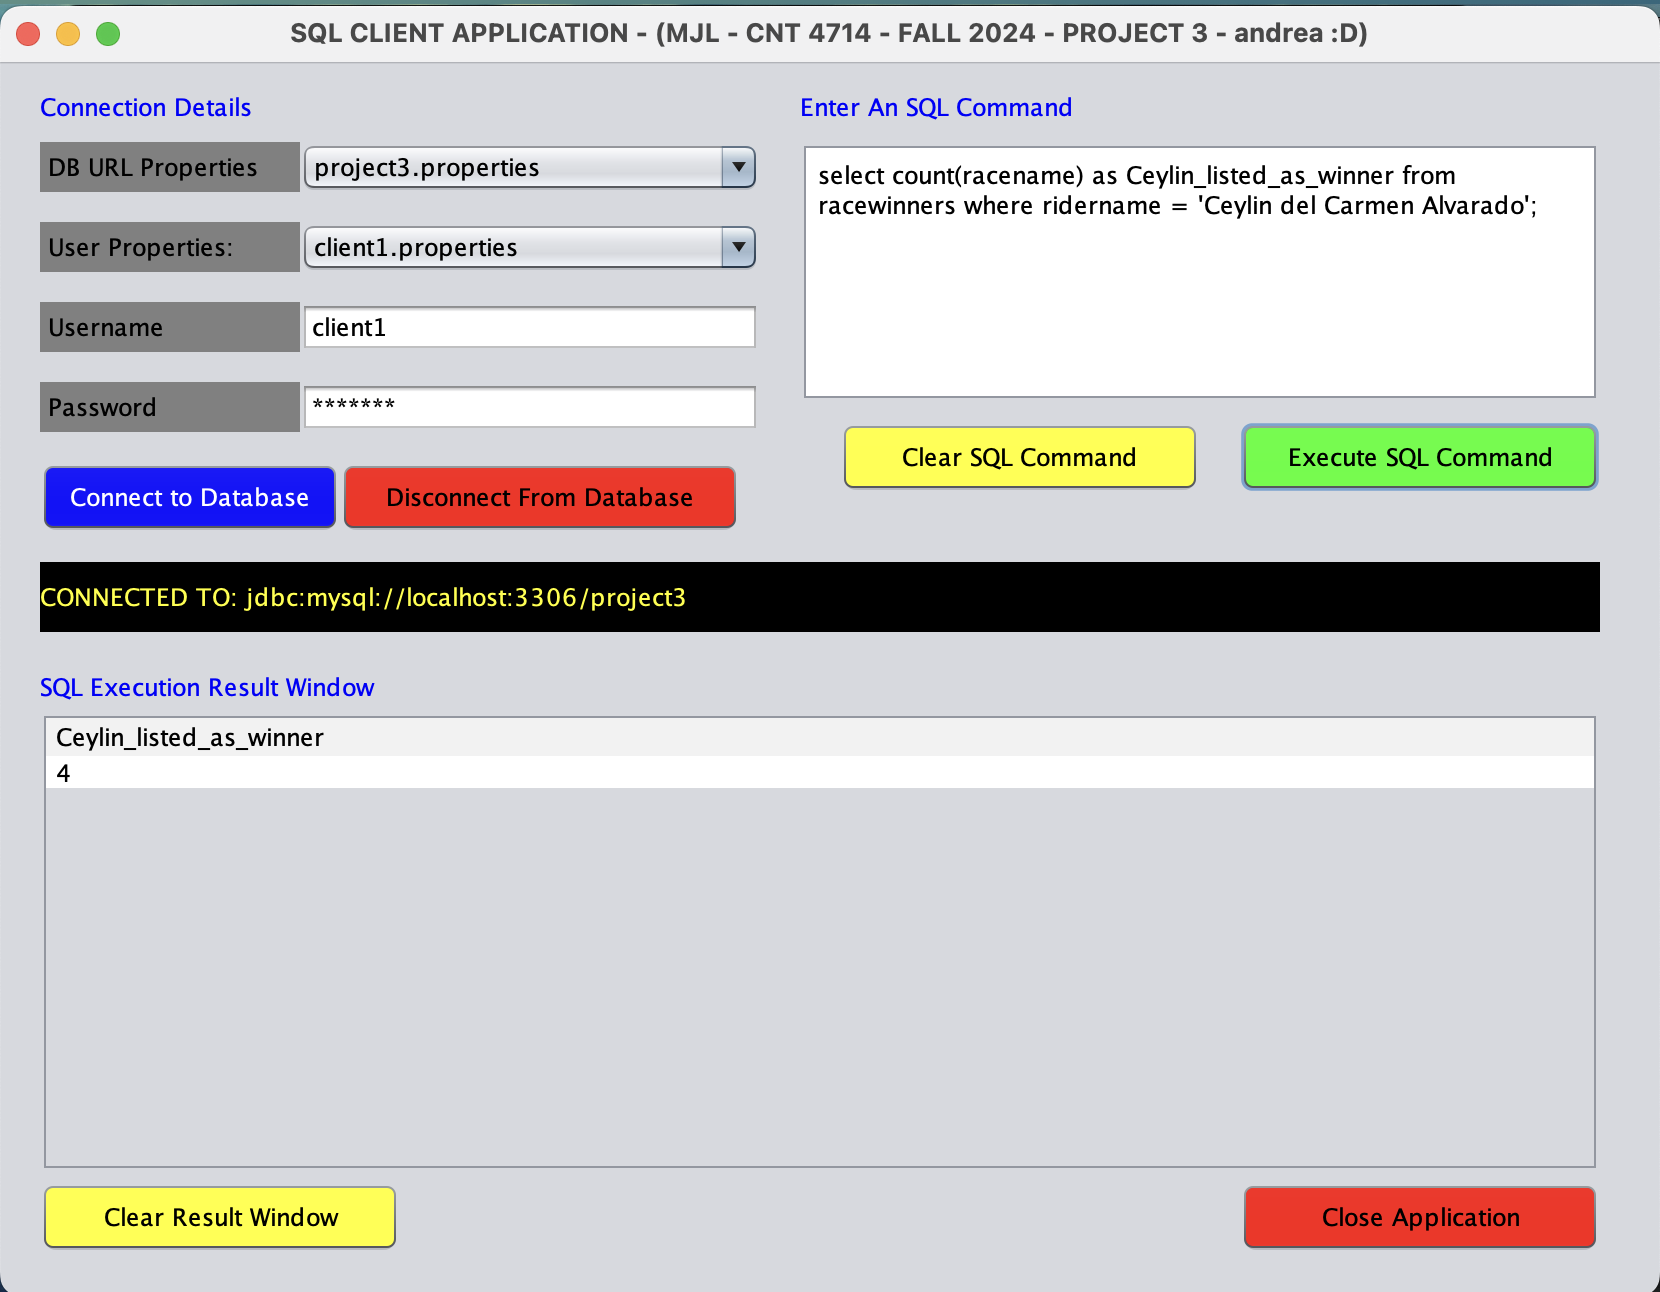 SQL CLIENT APPLICATION - (MJL - CNT 4714 - FALL 2024 - PROJECT 3 - andrea :D)
Connection Details
DB URL Properties
project3.properties
User Properties:
client1.properties
Username
client1
Password
*******
Connect to Database
Disconnect From Database
Enter An SQL Command
select count(racename) as Ceylin_listed_as_winner from
racewinners where ridername = 'Ceylin del Carmen Alvarado';
Clear SQL Command
Execute SQL Command
CONNECTED TO: jdbc:mysql://localhost:3306/project3
SQL Execution Result Window
Ceylin_listed_as_winner
4
Clear Result Window
Close Application